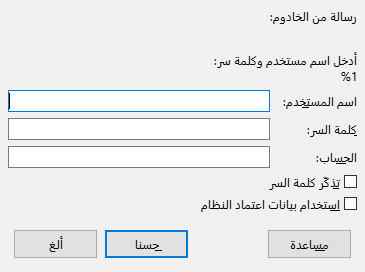 رسالة من الخادوم:
أدخل اسم مستخدم وكلمة سر:
%1
اسم المستخدم:
كلمة السر:
الحساب:
تذكّر كلمة السر
استخدام بيانات اعتماد النظام
مساعدة
حسنا
ألغ